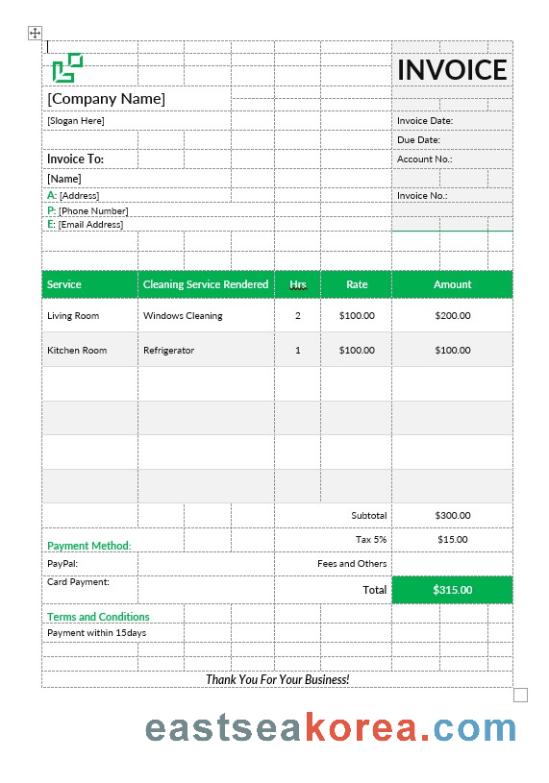 INVOICE
[Company Name]
[Slogan Here]
Invoice Date:
Due Date:
Invoice To:
Account No.:
[Name]
A: [Address]
Invoice No.:
P: [Phone Number]
E: [Email Address]
Service Cleaning Service Rendered Hrs Rate Amount
Living Room Windows Cleaning 2 $100.00 $200.00
Kitchen Room Refrigerator 1 $100.00 $100.00
Subtotal $300.00
Tax 5% $15.00
Payment Method:
PayPal: Fees and Others
Card Payment:
Total $315.00
Terms and Conditions
Payment within 15days
Thank You For Your Business!
eastseakorea.com